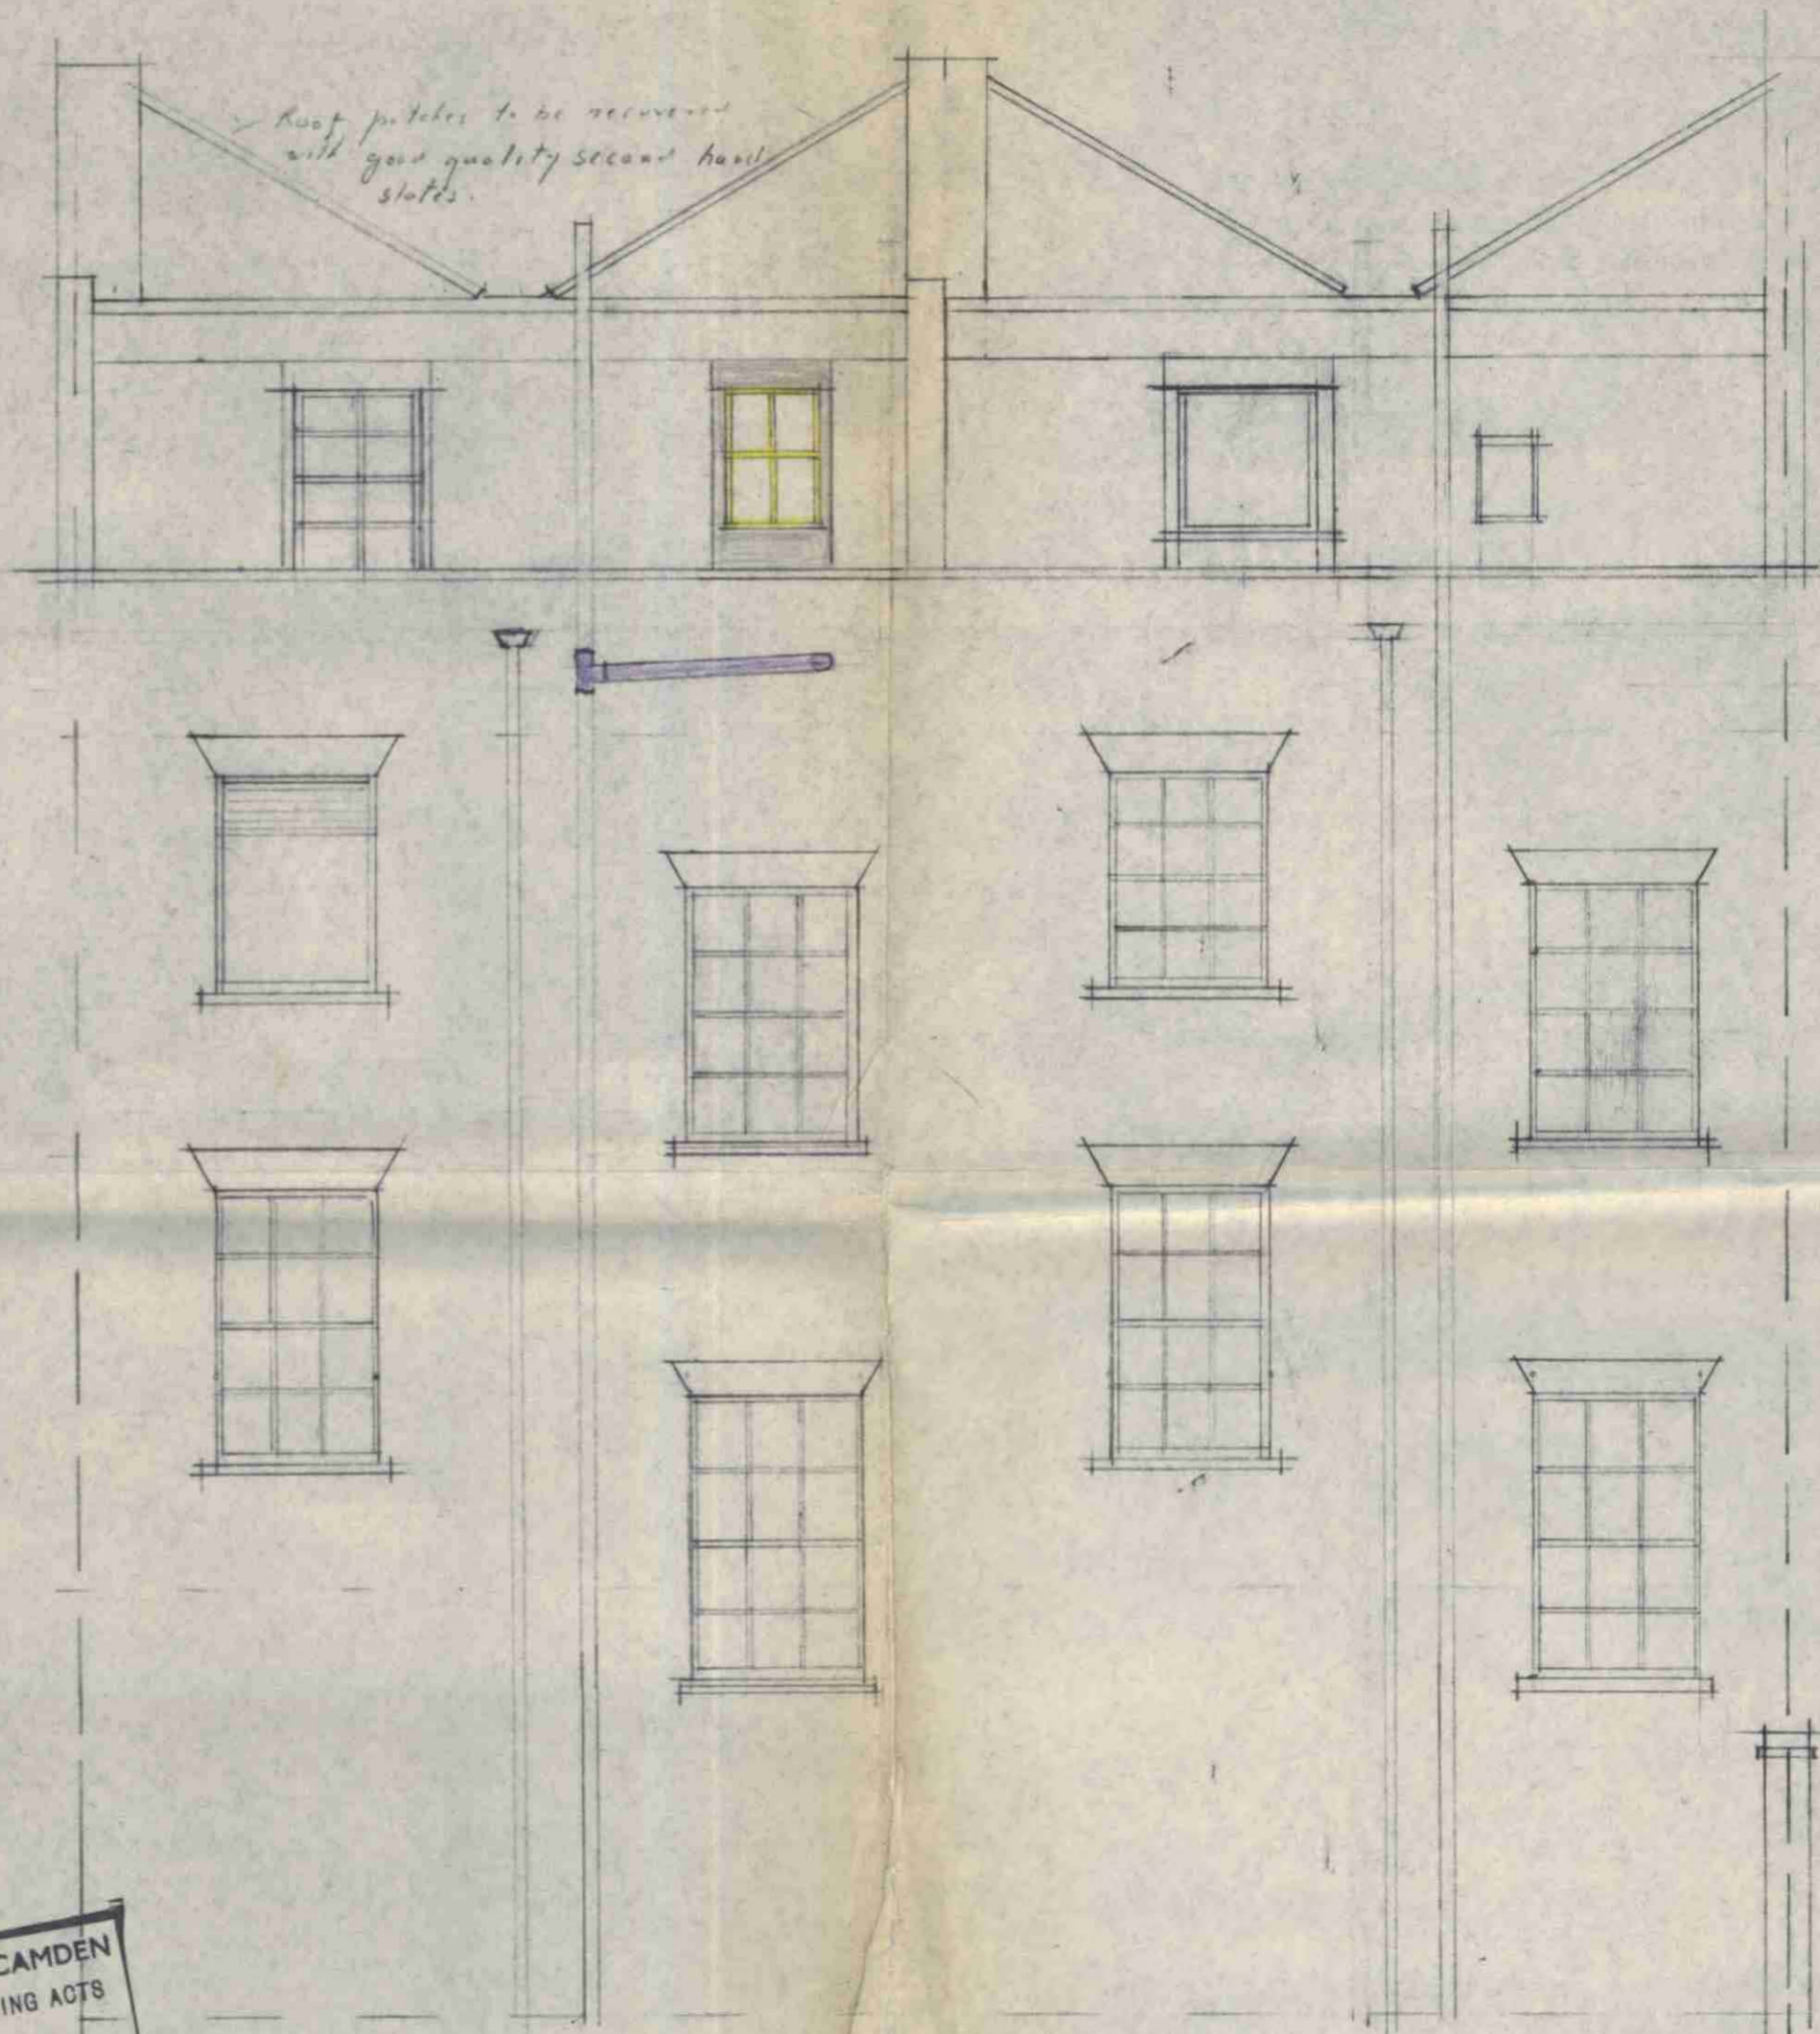 Roof pitches to be recovered
with good quality second hand
slates.
CAMDEN
ING ACTS